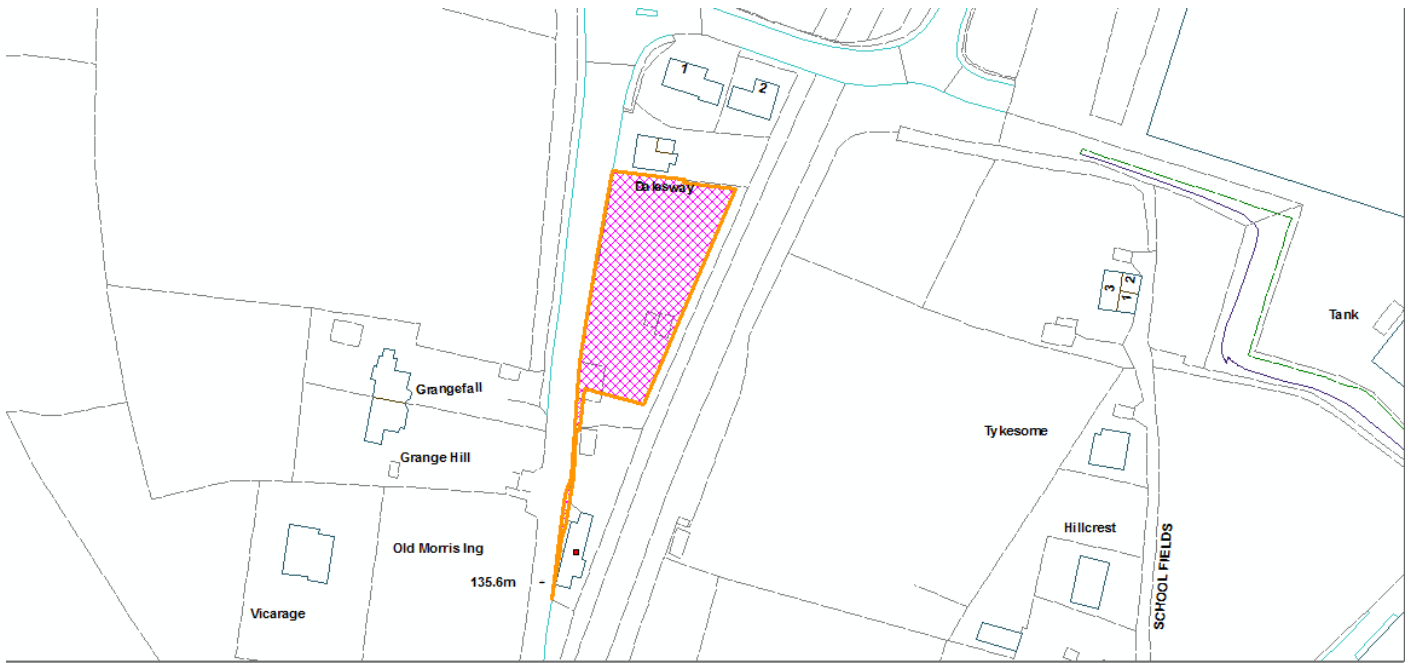 1
2
Dalesway
3
2
1
Tank
Grangefall
Tykesome
Grange Hill
Hillcrest
Old Morris Ing
135.6m
SCHOOL FIELDS
Vicarage